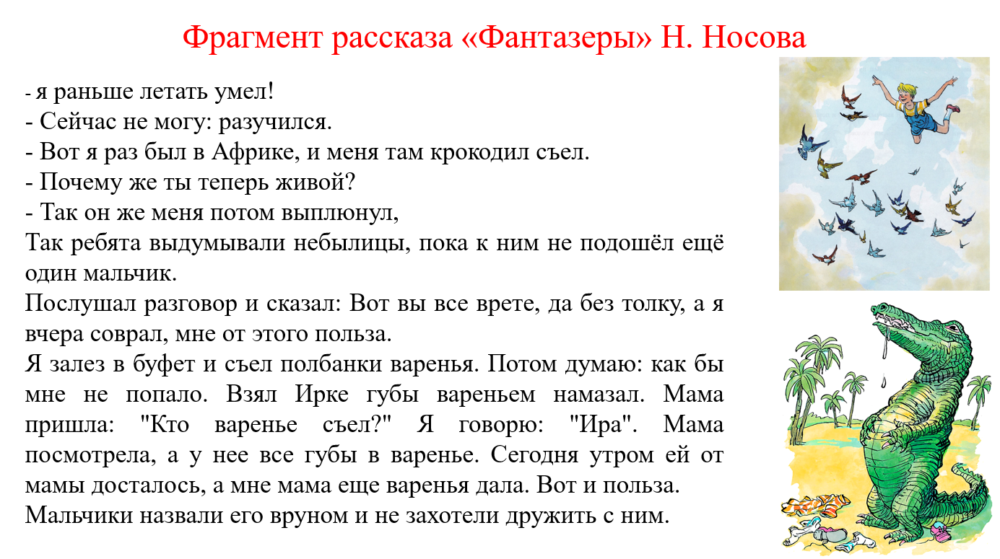 Фрагмент рассказа «Фантазеры» Н. Носова
- я раньше летать умел!
- Сейчас не могу: разучился.
- Вот я раз был в Африке, и меня там крокодил съел.
- Почему же ты теперь живой?
- Так он же меня потом выплюнул,
Так ребята выдумывали небылицы, пока к ним не подошёл ещё
один мальчик.
Послушал разговор и сказал: Вот вы все врете, да без толку, а я
вчера соврал, мне от этого польза.
Я залез в буфет и съел полбанки варенья. Потом думаю: как бы
мне не попало. Взял Ирке губы вареньем намазал. Мама
пришла: "Кто варенье съел?" Я говорю: "Ира". Мама
посмотрела, а у нее все губы в варенье. Сегодня утром ей от
мамы досталось, а мне мама еще варенья дала. Вот и польза.
Мальчики назвали его вруном и не захотели дружить с ним.